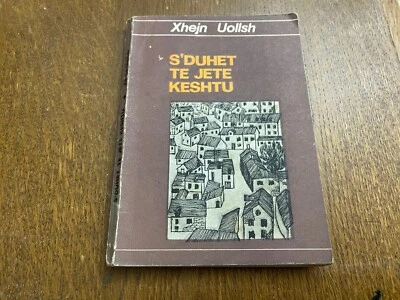 Xhejn Uollsh
S'DUHET
TE JETE
KESHTU